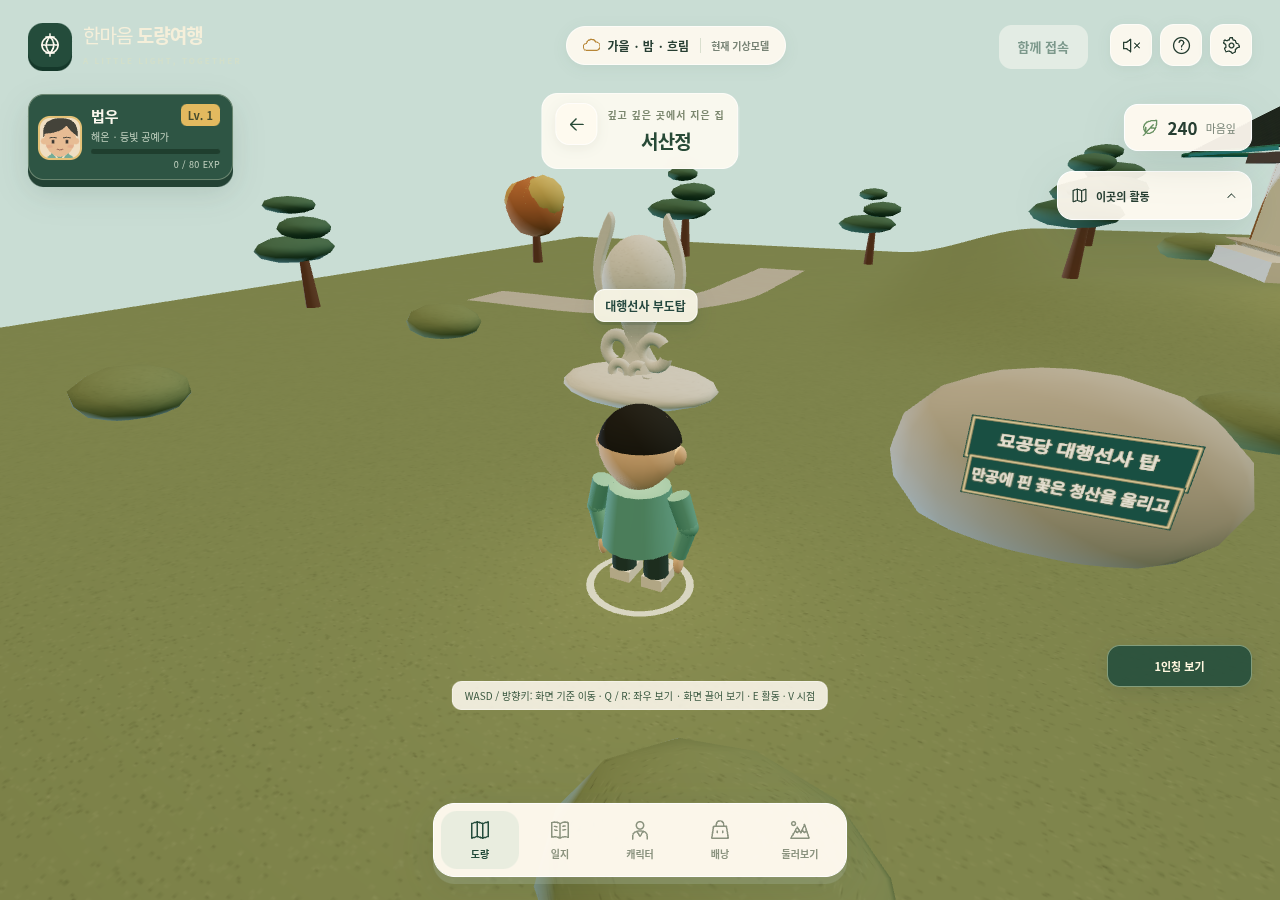 한마음 도량여행
가을 · 밤 · 흐림 현재 기상모델
함께 접속
법우
Lv. 1
해온 · 등빛 공예가
0 / 80 EXP
깊고 깊은 곳에서 지은 집
서산정
240 마음잎
이곳의 활동
대행선사 부도탑
묘공당 대행선사 탑
만공에 핀 꽃은 청산을 울리고
1인칭 보기
WASD / 방향키: 화면 기준 이동 · Q / R: 좌우 보기 · 화면 끌어 보기 · E 활동 · V 시점
도량
일지
캐릭터
배낭
둘러보기